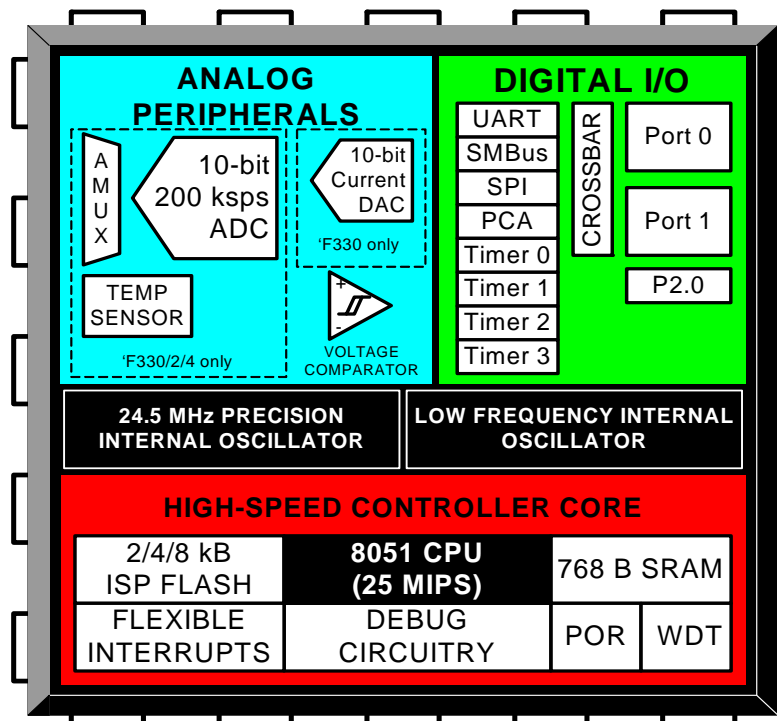 ANALOG
PERIPHERALS
A
M
U
X
10-bit
200 ksps
ADC
10-bit
Current
DAC
‘F330 only
TEMP
SENSOR
‘F330/2/4 only
+
-
VOLTAGE
COMPARATOR
DIGITAL I/O
UART
SMBus
SPI
PCA
Timer 0
Timer 1
Timer 2
Timer 3
CROSSBAR
Port 0
Port 1
P2.0
24.5 MHz PRECISION
INTERNAL OSCILLATOR
LOW FREQUENCY INTERNAL
OSCILLATOR
HIGH-SPEED CONTROLLER CORE
2/4/8 kB
ISP FLASH
8051 CPU
(25 MIPS)
768 B SRAM
FLEXIBLE
INTERRUPTS
DEBUG
CIRCUITRY
POR
WDT